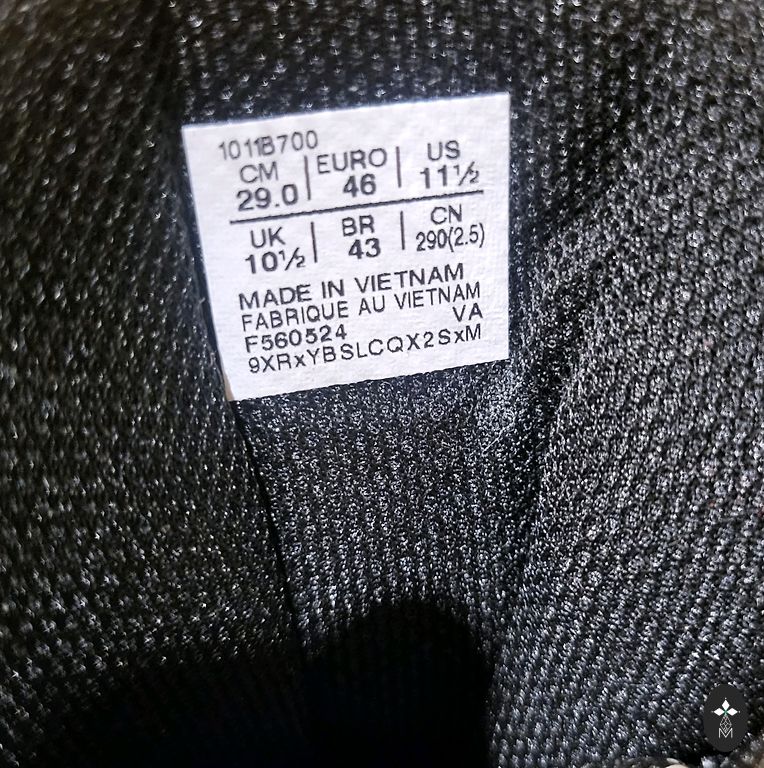 1011B700
CM | EURO | US
29.0 46 11½
UK | BR | CN
10½ 43 290(2.5)
MADE IN VIETNAM
FABRIQUE AU VIETNAM
F560524 VA
9XRxYBSLCQX2SxM
M